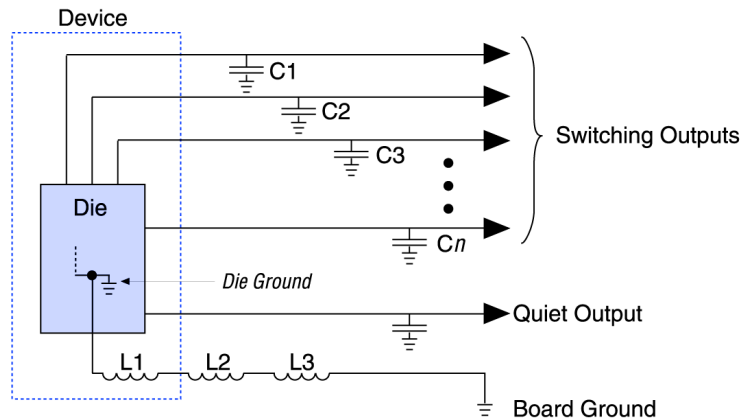 Device
C1
C2
Switching Outputs
C3
Die
Cn
Die Ground
Quiet Output
L1 L2 L3
Board Ground